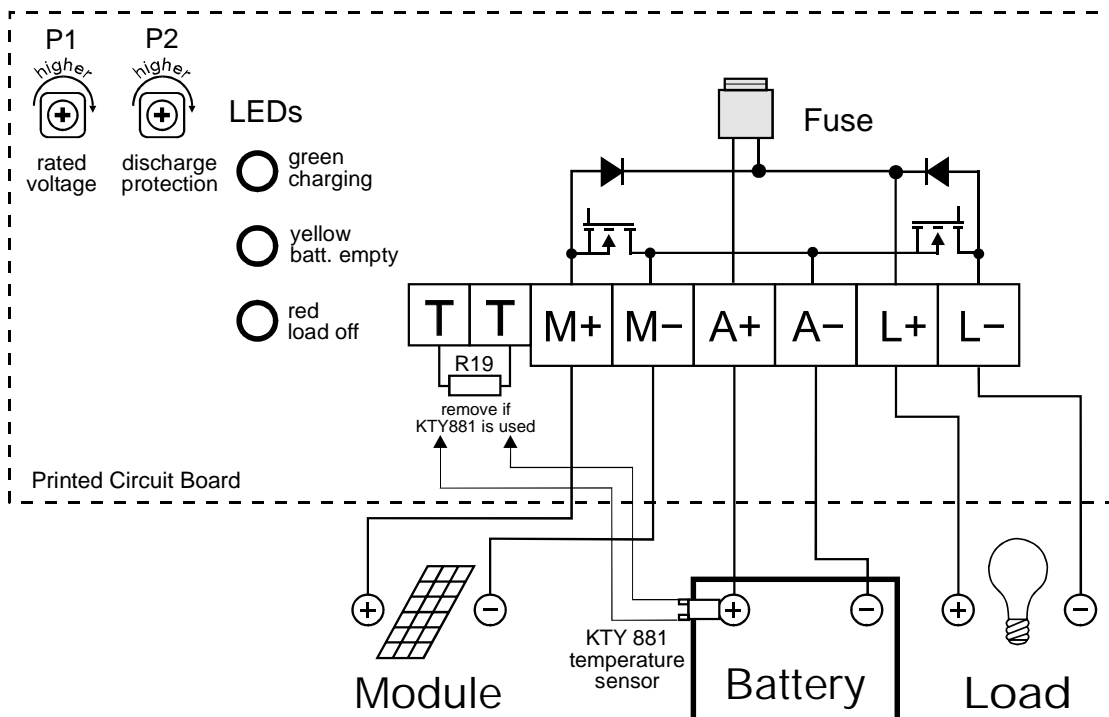 P1
P2
higher
higher
LEDs
Fuse
rated
voltage
discharge
protection
green
charging
yellow
batt. empty
red
load off
T
T
M+
M−
A+
A−
L+
L−
R19
remove if
KTY881 is used
Printed Circuit Board
+
−
+
−
+
−
KTY 881
temperature
sensor
Module
Battery
Load